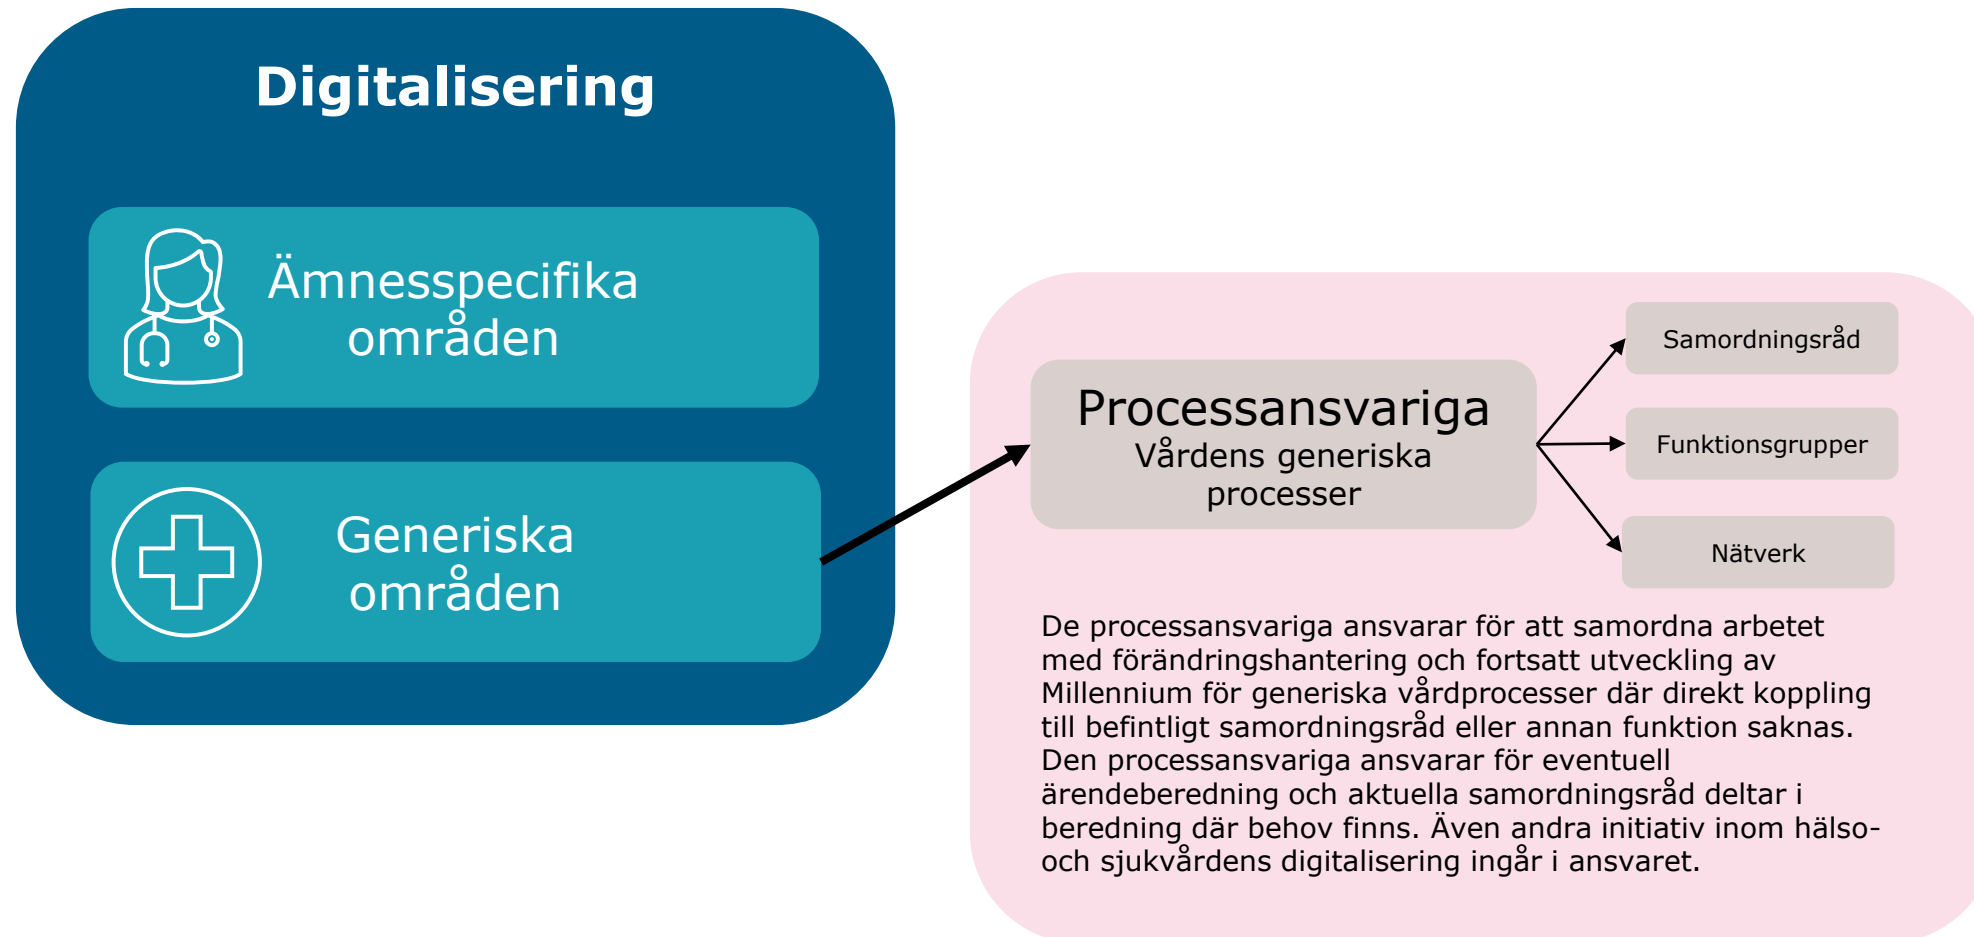 Digitalisering
Ämnesspecifika
områden
Generiska
områden
Processansvariga
Vårdens generiska
processer
Samordningsråd
Funktionsgrupper
Nätverk
De processansvariga ansvarar för att samordna arbetet
med förändringshantering och fortsatt utveckling av
Millennium för generiska vårdprocesser där direkt koppling
till befintligt samordningsråd eller annan funktion saknas.
Den processansvariga ansvarar för eventuell
ärendeberedning och aktuella samordningsråd deltar i
beredning där behov finns. Även andra initiativ inom hälso-
och sjukvårdens digitalisering ingår i ansvaret.